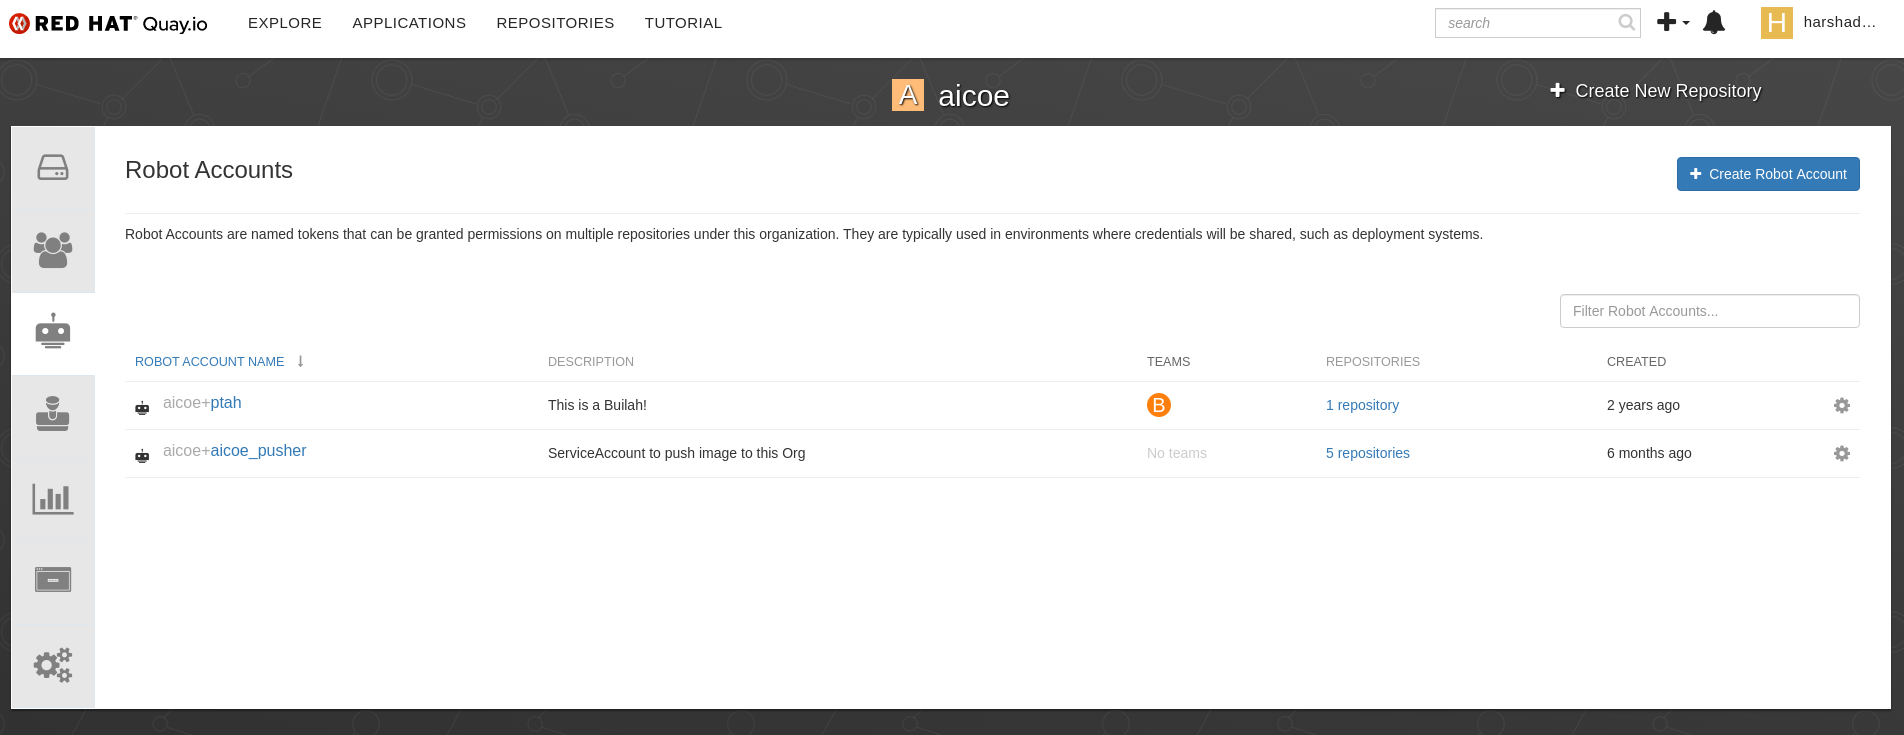 RED HAT® Quay.io EXPLORE APPLICATIONS REPOSITORIES TUTORIAL search H harshad...
A aicoe Create New Repository
Robot Accounts Create Robot Account
Robot Accounts are named tokens that can be granted permissions on multiple repositories under this organization. They are typically used in environments where credentials will be shared, such as deployment systems.
Filter Robot Accounts...
ROBOT ACCOUNT NAME DESCRIPTION TEAMS REPOSITORIES CREATED
aicoe+ptah This is a Builah! B 1 repository 2 years ago
aicoe+aicoe_pusher ServiceAccount to push image to this Org No teams 5 repositories 6 months ago